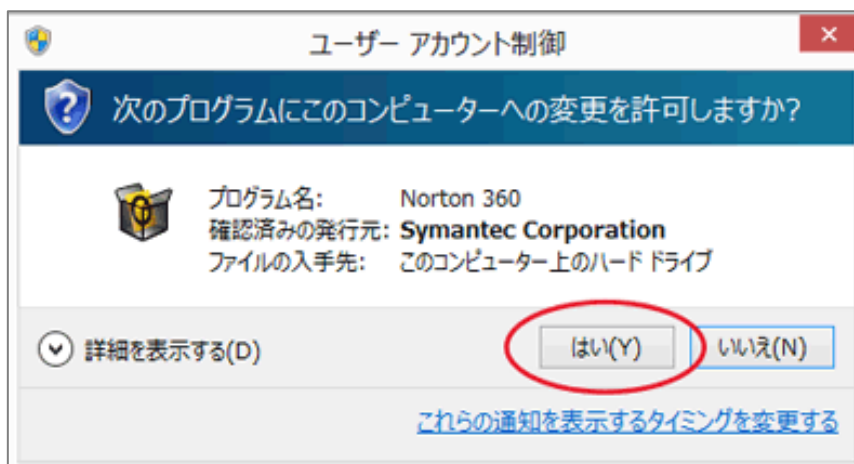 ユーザー アカウント制御
次のプログラムにこのコンピューターへの変更を許可しますか?
プログラム名: Norton 360
確認済みの発行元: Symantec Corporation
ファイルの入手先: このコンピューター上のハード ドライブ
詳細を表示する(D) はい(Y) いいえ(N)
これらの通知を表示するタイミングを変更する